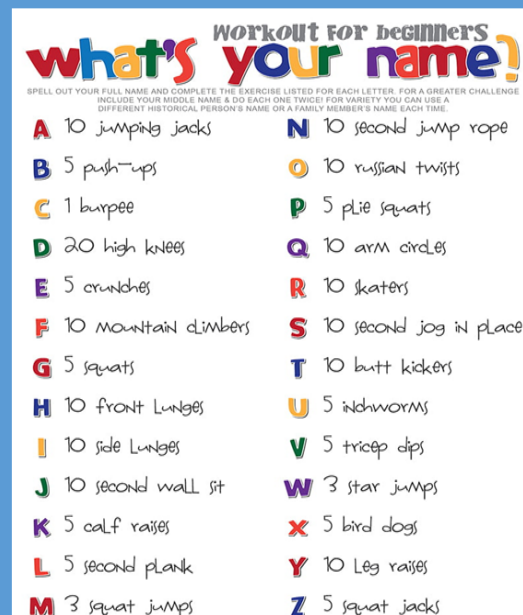 WORKOUT FOR BEGINNERS
what's your name?
SPELL OUT YOUR FULL NAME AND COMPLETE THE EXERCISE LISTED FOR EACH LETTER. FOR A GREATER CHALLENGE
INCLUDE YOUR MIDDLE NAME & DO EACH ONE TWICE! FOR VARIETY YOU CAN USE A
DIFFERENT HISTORICAL PERSON'S NAME OR A FAMILY MEMBER'S NAME EACH TIME.
A 10 jumping jacks
B 5 push-ups
C 1 burpee
D 20 high knees
E 5 crunches
F 10 mountain climbers
G 5 squats
H 10 front lunges
I 10 side lunges
J 10 second wall sit
K 5 calf raises
L 5 second plank
M 3 squat jumps
N 10 second jump rope
O 10 russian twists
P 5 plie squats
Q 10 arm circles
R 10 skaters
S 10 second jog in place
T 10 butt kickers
U 5 inchworms
V 5 tricep dips
W 3 star jumps
X 5 bird dogs
Y 10 leg raises
Z 5 squat jacks